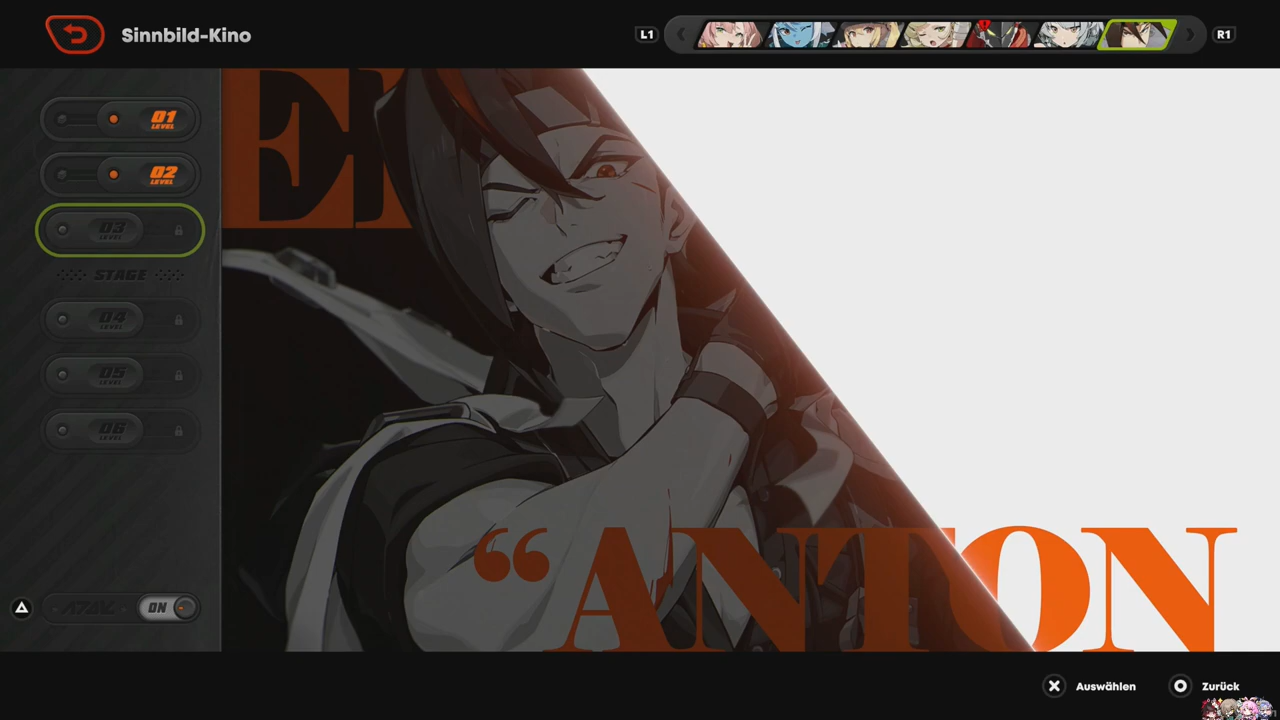 Sinnbild-Kino
L1
R1
01
LEVEL
02
LEVEL
03
LEVEL
STAGE
04
LEVEL
05
LEVEL
06
LEVEL
ON
“ANTON
Auswählen
Zurück